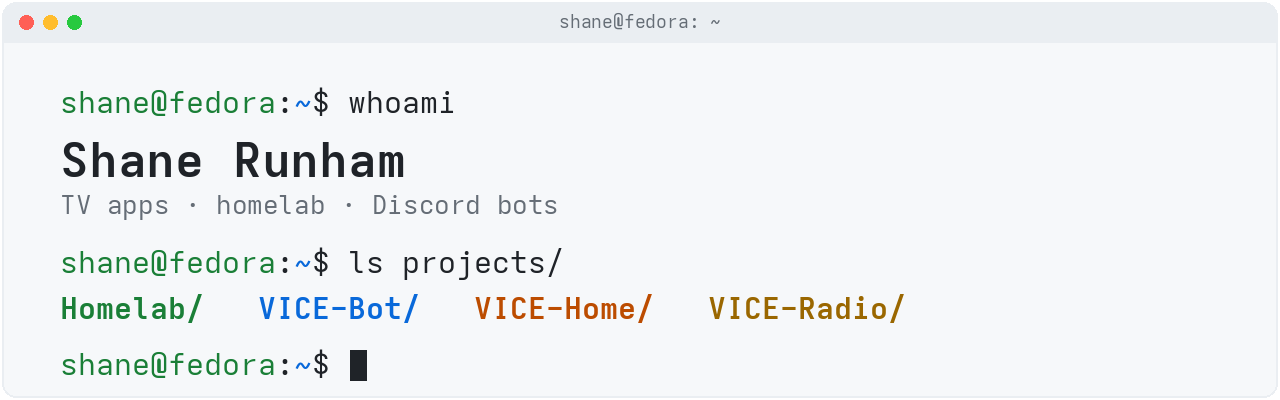 shane@fedora: ~
shane@fedora:~$ whoami
Shane Runham
TV apps · homelab · Discord bots
shane@fedora:~$ ls projects/
Homelab/ VICE-Bot/ VICE-Home/ VICE-Radio/
shane@fedora:~$